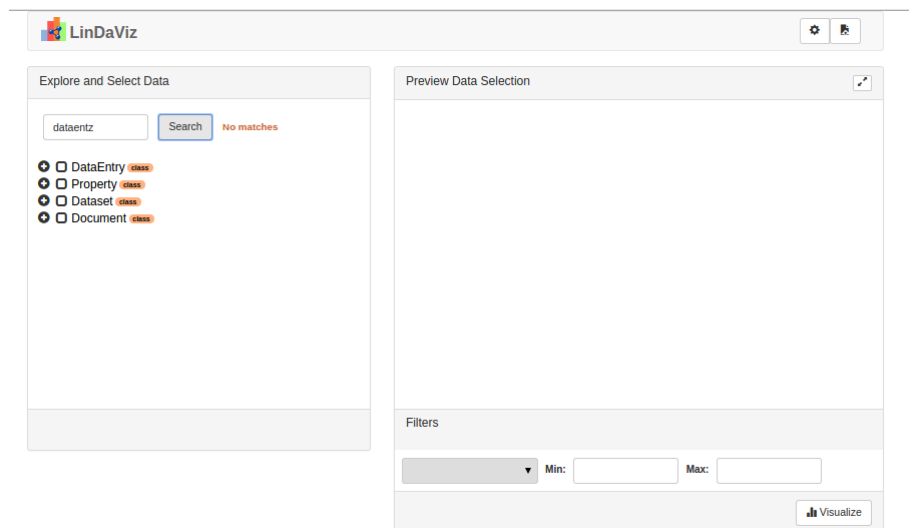 LinDaViz
Explore and Select Data
dataentz
Search
No matches
DataEntry class
Property class
Dataset class
Document class
Preview Data Selection
Filters
Min:
Max:
Visualize